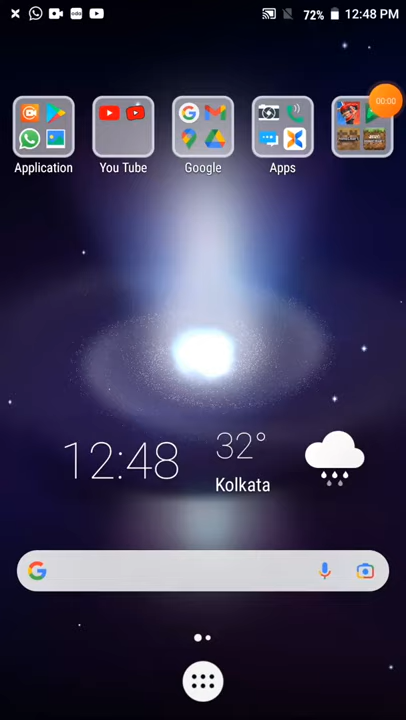 72% 12:48 PM
00:00
Application You Tube Google Apps
12:48 32°
Kolkata